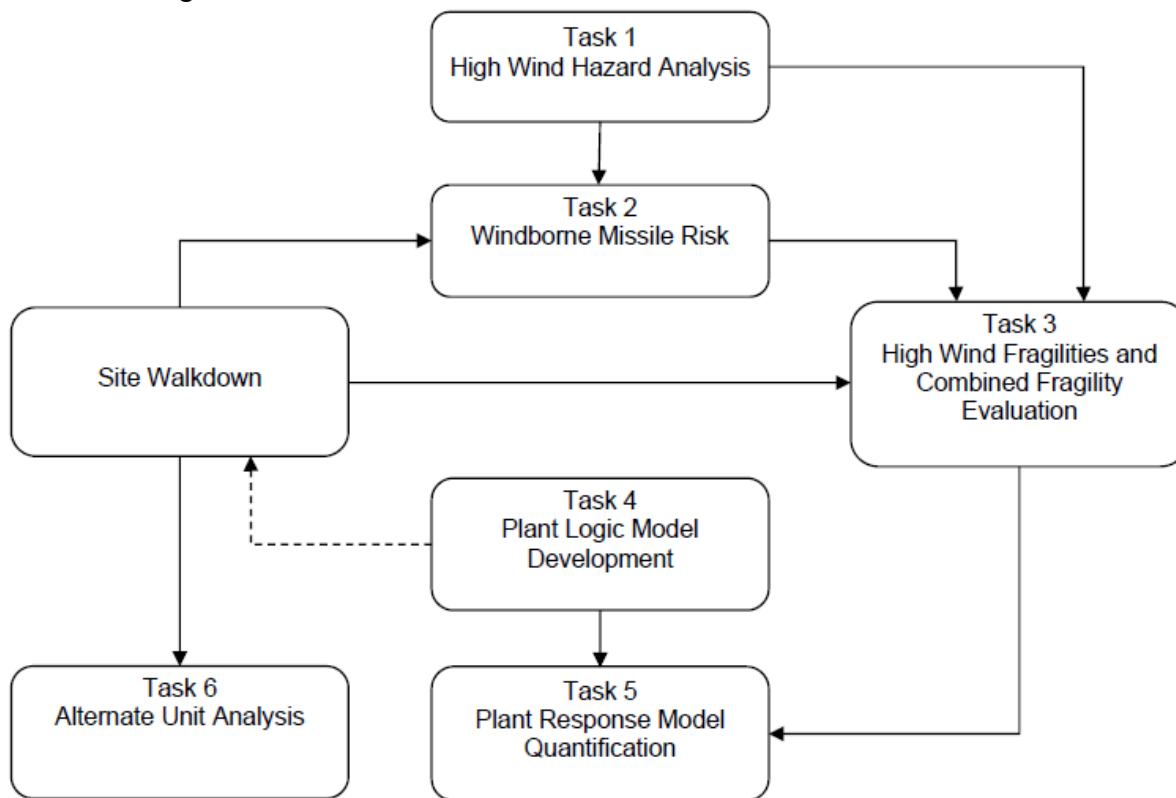 Task 1
High Wind Hazard Analysis
Task 2
Windborne Missile Risk
Site Walkdown
Task 3
High Wind Fragilities and
Combined Fragility
Evaluation
Task 4
Plant Logic Model
Development
Task 6
Alternate Unit Analysis
Task 5
Plant Response Model
Quantification